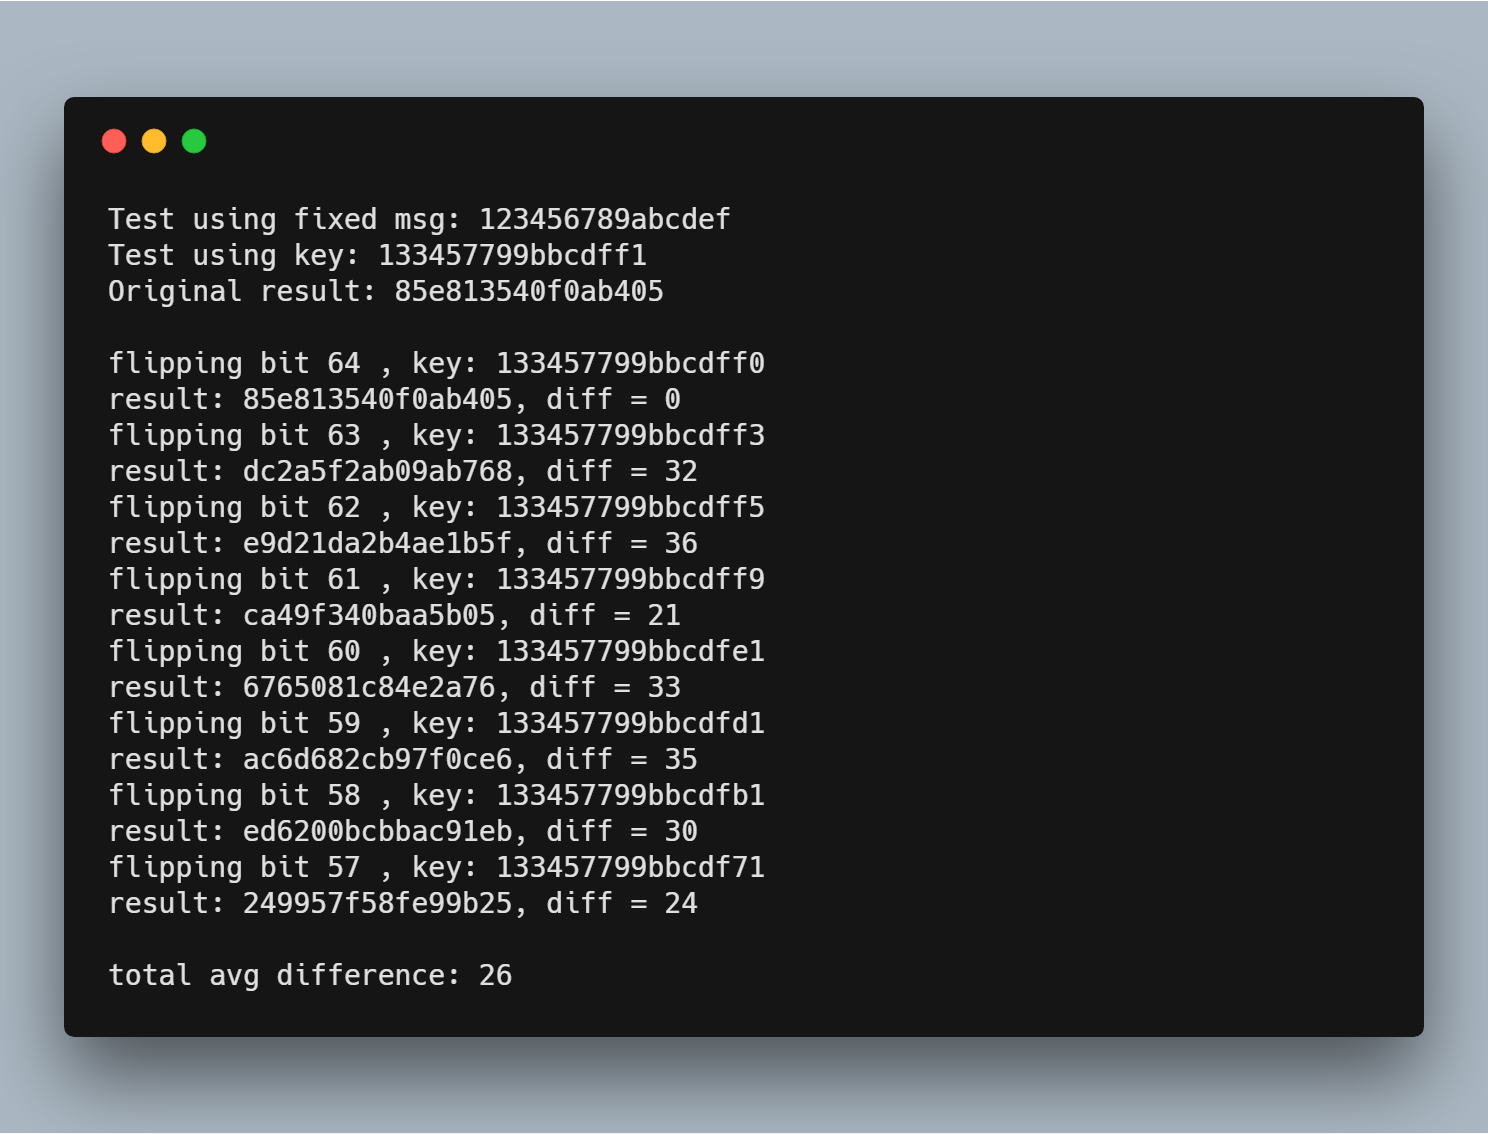 Test using fixed msg: 123456789abcdef
Test using key: 133457799bbcdff1
Original result: 85e813540f0ab405
flipping bit 64 , key: 133457799bbcdff0
result: 85e813540f0ab405, diff = 0
flipping bit 63 , key: 133457799bbcdff3
result: dc2a5f2ab09ab768, diff = 32
flipping bit 62 , key: 133457799bbcdff5
result: e9d21da2b4ae1b5f, diff = 36
flipping bit 61 , key: 133457799bbcdff9
result: ca49f340baa5b05, diff = 21
flipping bit 60 , key: 133457799bbcdfe1
result: 6765081c84e2a76, diff = 33
flipping bit 59 , key: 133457799bbcdfd1
result: ac6d682cb97f0ce6, diff = 35
flipping bit 58 , key: 133457799bbcdfb1
result: ed6200bcbbac91eb, diff = 30
flipping bit 57 , key: 133457799bbcdf71
result: 249957f58fe99b25, diff = 24
total avg difference: 26